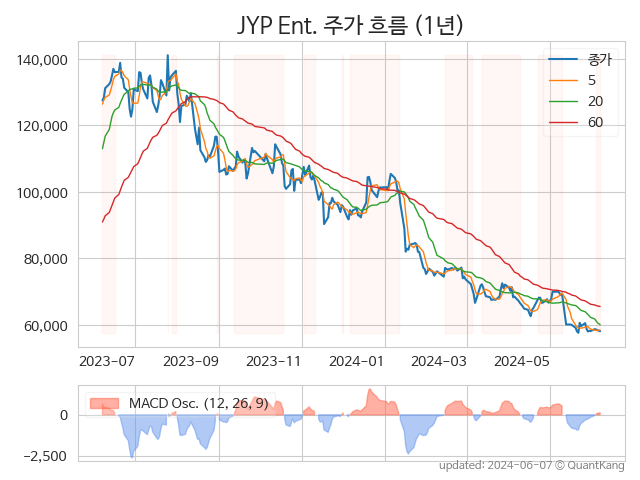 JYP Ent. 주가 흐름 (1년)
140,000
120,000
100,000
80,000
60,000
종가
5
20
60
2023-07 2023-09 2023-11 2024-01 2024-03 2024-05
MACD Osc. (12, 26, 9)
0
−2,500
updated: 2024-06-07 © QuantKang